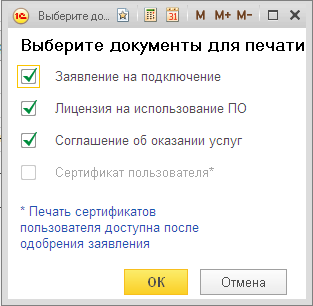 Выберите до...
M M+ M-
Выберите документы для печати
Заявление на подключение
Лицензия на использование ПО
Соглашение об оказании услуг
Сертификат пользователя*
* Печать сертификатов
пользователя доступна после
одобрения заявления
ОК
Отмена